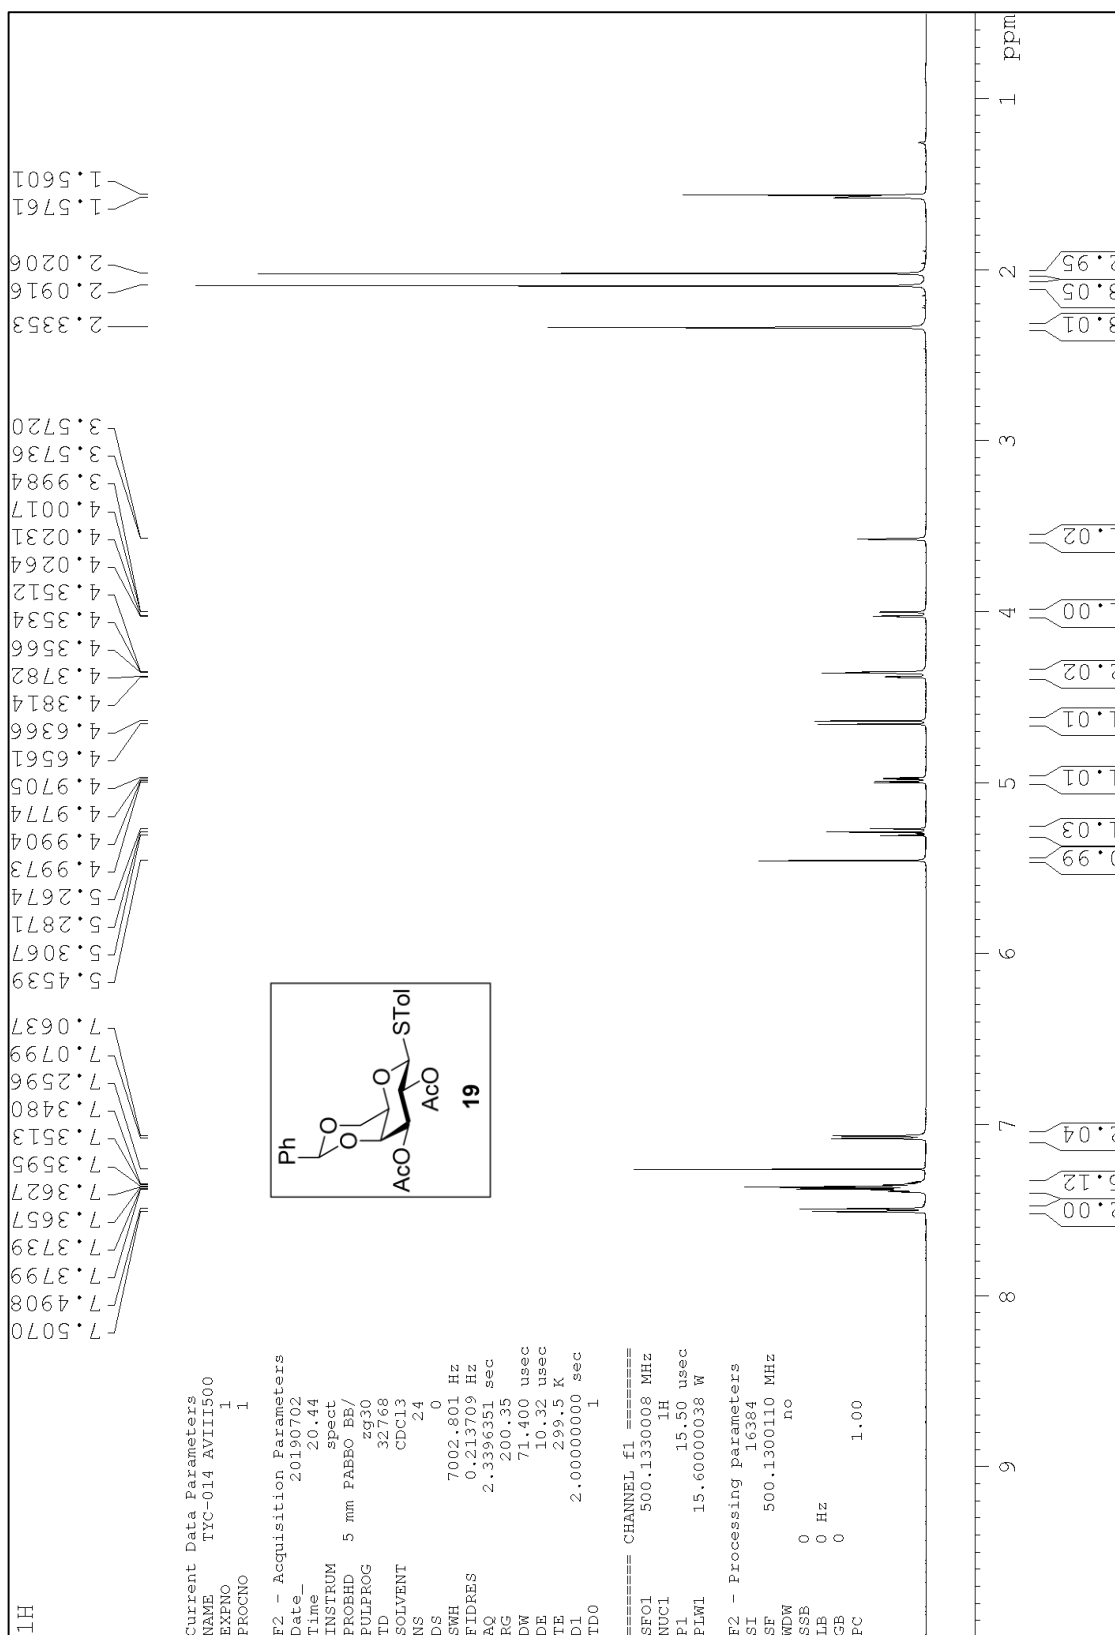 1H
7.5070
7.4908
7.3799
7.3739
7.3657
7.3627
7.3595
7.3513
7.3480
7.2596
7.0799
7.0637
5.4539
5.3067
5.2871
5.2674
4.9973
4.9904
4.9774
4.9705
4.6561
4.6366
4.3814
4.3782
4.3566
4.3534
4.3512
4.0264
4.0231
4.0017
3.9984
3.5736
3.5720
2.3353
2.0916
2.0206
1.5761
1.5601
Current Data Parameters
NAME TYC-014 AVIII500
EXPNO 1
PROCNO 1
F2 - Acquisition Parameters
Date_ 20190702
Time 20.44
INSTRUM spect
PROBHD 5 mm PABBO BB/
PULPROG zg30
TD 32768
SOLVENT CDCl3
NS 24
DS 0
SWH 7002.801 Hz
FIDRES 0.213709 Hz
AQ 2.3396351 sec
RG 200.35
DW 71.400 usec
DE 10.32 usec
TE 299.5 K
D1 2.00000000 sec
TD0 1
======== CHANNEL f1 ========
SFO1 500.1330008 MHz
NUC1 1H
P1 15.50 usec
PLW1 15.60000038 W
F2 - Processing parameters
SI 16384
SF 500.1300110 MHz
WDW no
SSB 0
LB 0 Hz
GB 0
PC 1.00
Ph
O
O
O
STol
AcO
AcO
19
9
8
7
6
5
4
3
2
1
ppm
2.00
5.12
2.04
0.99
1.03
1.01
1.01
2.02
1.00
1.02
3.01
3.05
2.95